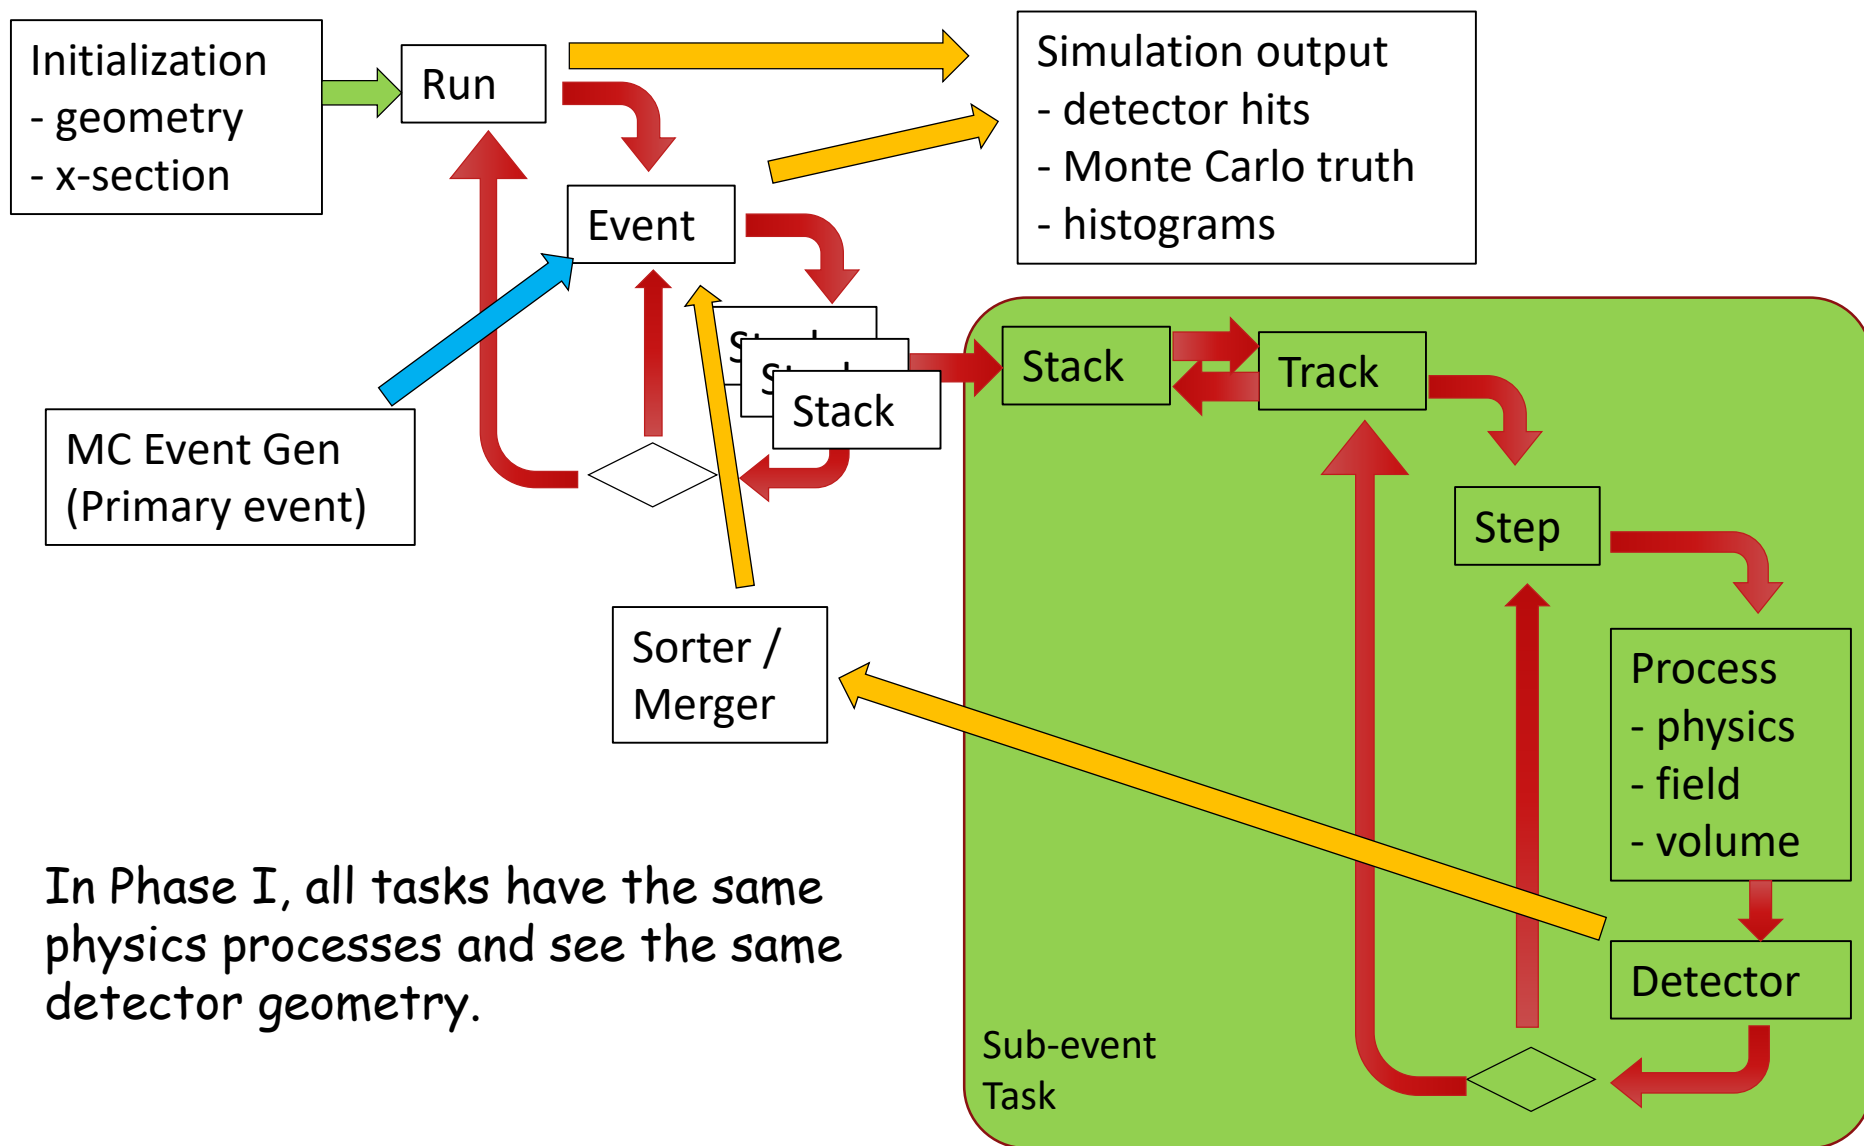 Initialization
- geometry
- x-section
Run
Simulation output
- detector hits
- Monte Carlo truth
- histograms
Event
MC Event Gen
(Primary event)
Stack
Stack
Stack
Stack
Track
Step
Process
- physics
- field
- volume
Detector
Sorter /
Merger
Sub-event
Task
In Phase I, all tasks have the same
physics processes and see the same
detector geometry.